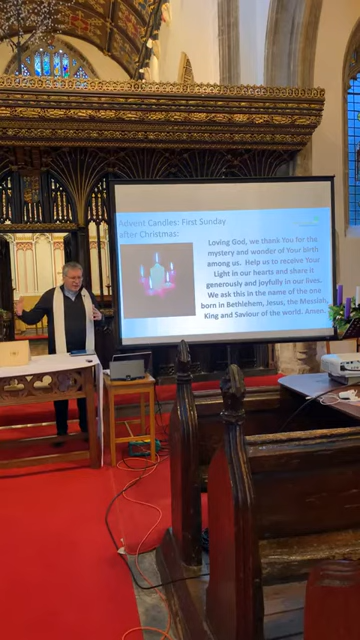 Advent Candles: First Sunday
after Christmas:
Loving God, we thank You for the
mystery and wonder of Your birth
among us. Help us to receive Your
Light in our hearts and share it
generously and joyfully in our lives.
We ask this in the name of the one
born in Bethlehem, Jesus, the Messiah,
King and Saviour of the world. Amen.